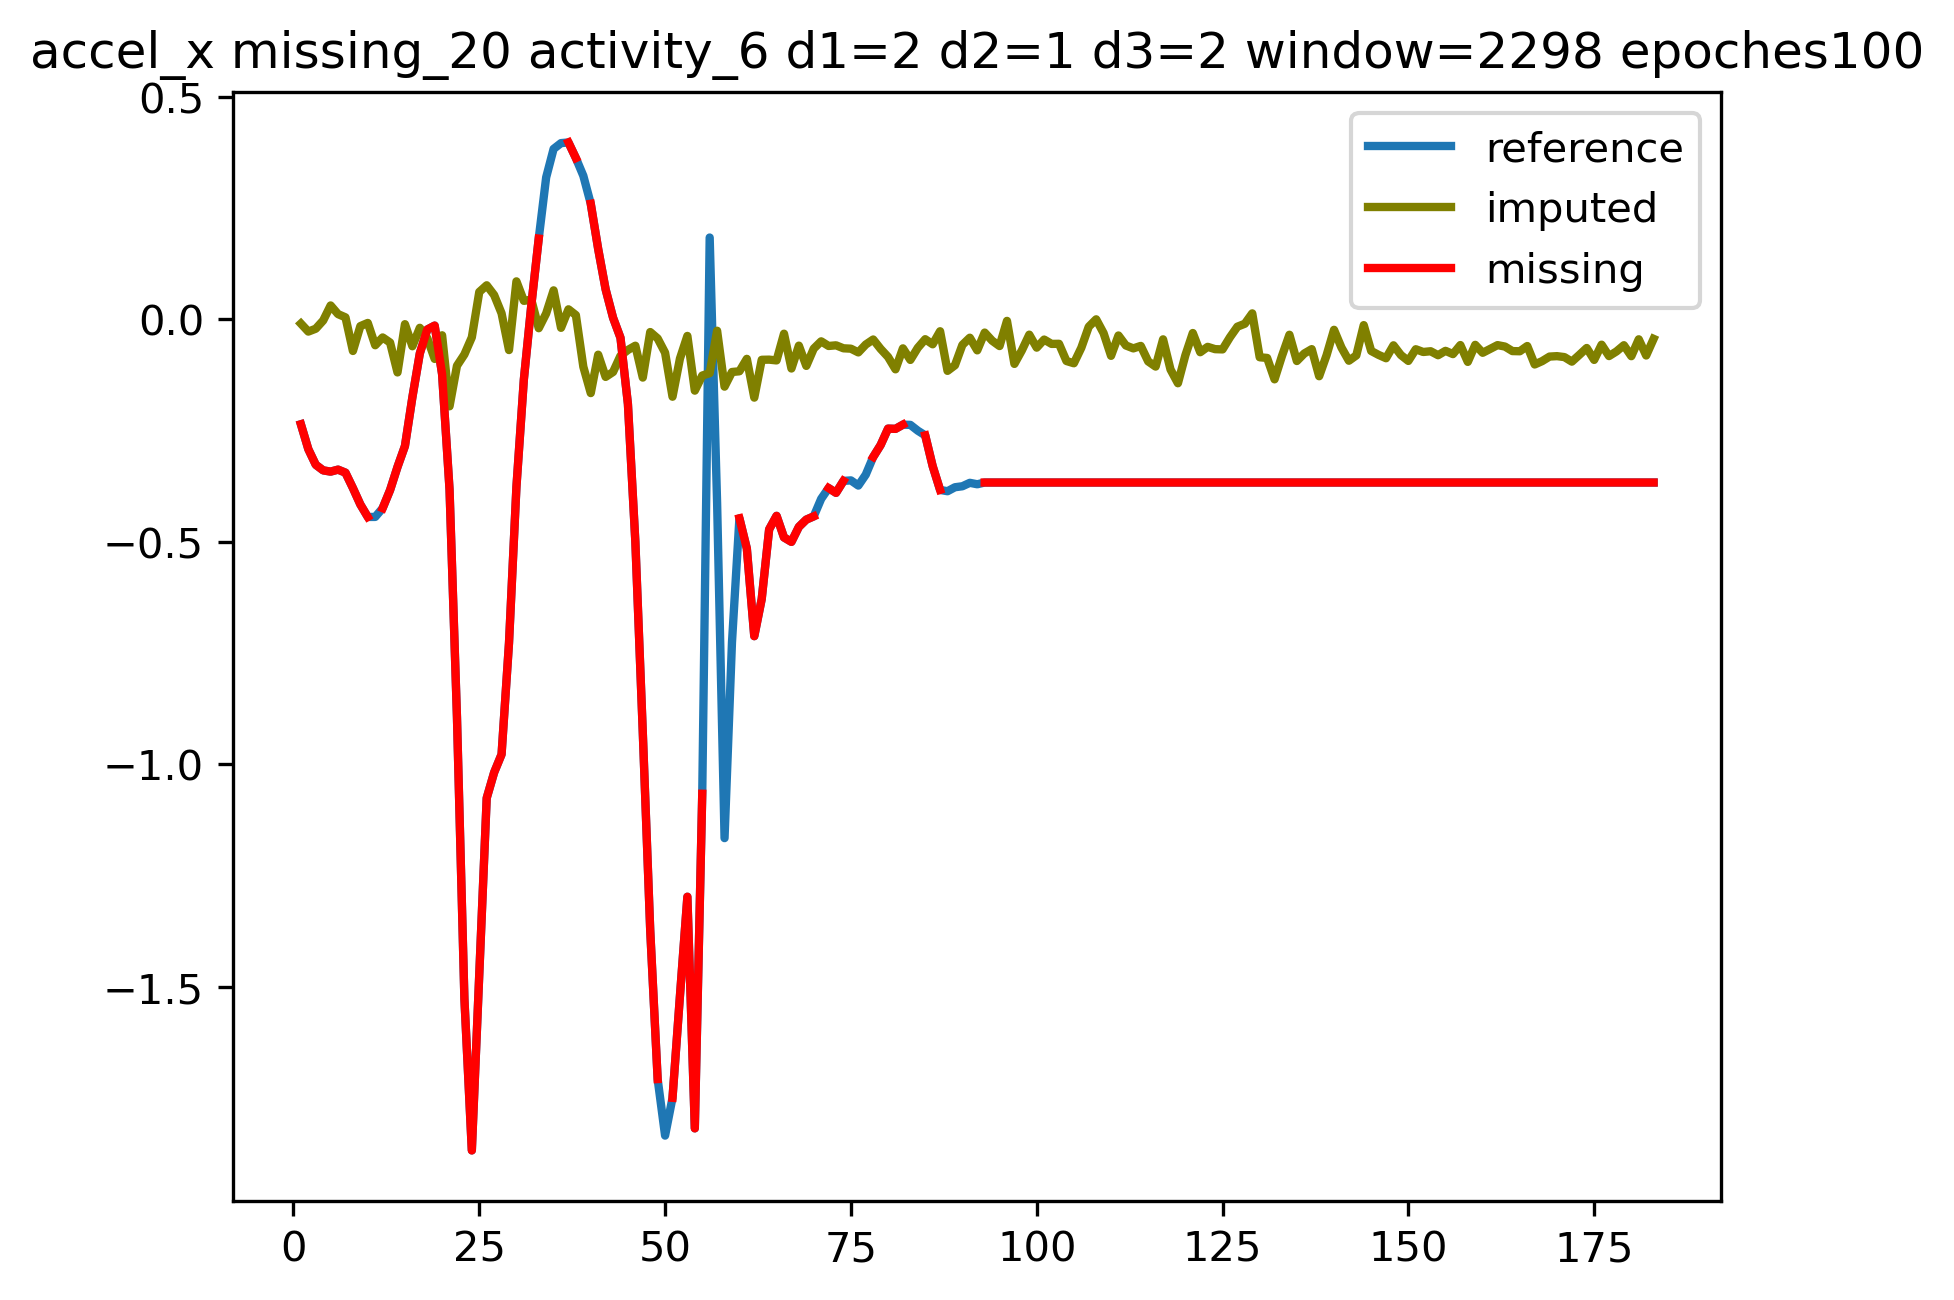 accel_x missing_20 activity_6 d1=2 d2=1 d3=2 window=2298 epoches100
reference
imputed
missing
0.5
0.0
−0.5
−1.0
−1.5
0 25 50 75 100 125 150 175